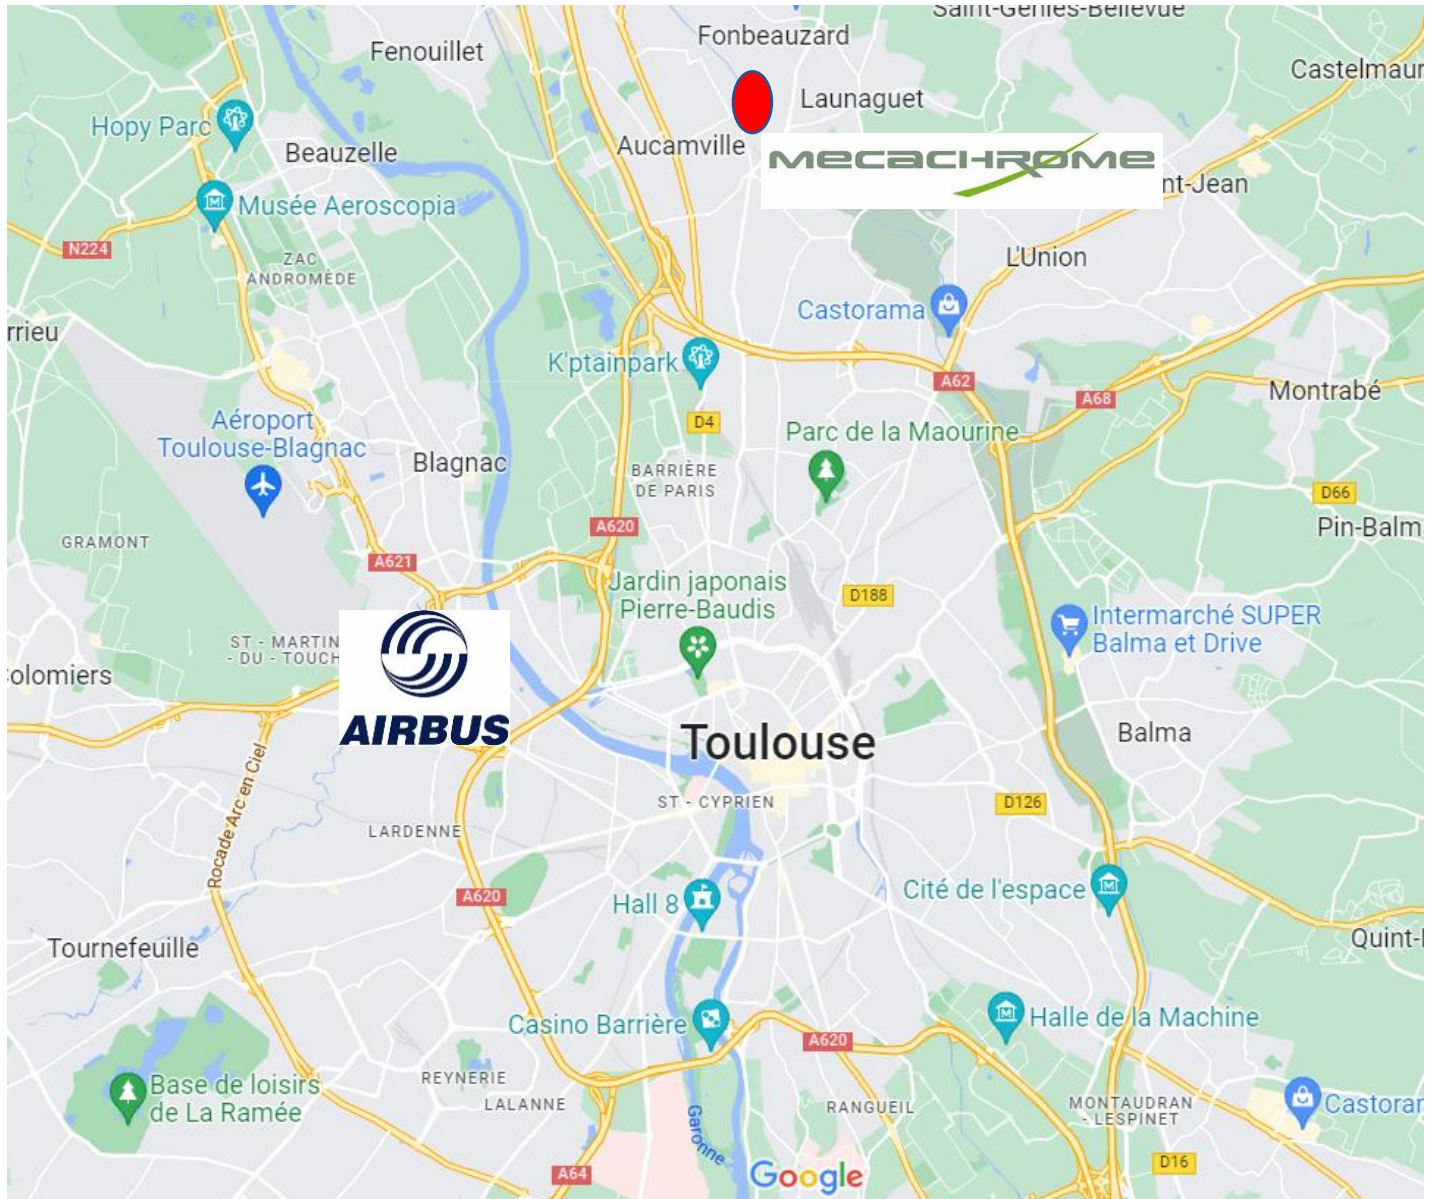 Saint-Geniès-Bellevue
Fonbeauzard
Fenouillet
Castelmaur
Launaguet
Hopy Parc
Aucamville
Beauzelle
MECACHROME
nt-Jean
Musée Aeroscopia
N224
L'Union
ZAC
ANDROMÈDE
Castorama
rrieu
K'ptainpark
A62
Montrabé
A68
Aéroport
Toulouse-Blagnac
D4
Parc de la Maourine
Blagnac
BARRIÈRE
DE PARIS
D66
A620
Pin-Balm
GRAMONT
A621
Jardin japonais
Pierre-Baudis
D188
Intermarché SUPER
Balma et Drive
ST - MARTIN
- DU - TOUCH
olomiers
AIRBUS
Toulouse
Balma
Rocade Arc en Ciel
ST - CYPRIEN
D126
LARDENNE
A620
Hall 8
Cité de l'espace
Tournefeuille
Quint-
Casino Barrière
Halle de la Machine
A620
REYNERIE
Base de loisirs
de La Ramée
LALANNE
RANGUEIL
MONTAUDRAN
- LESPINET
Castorar
Garonne
A64
Google
D16